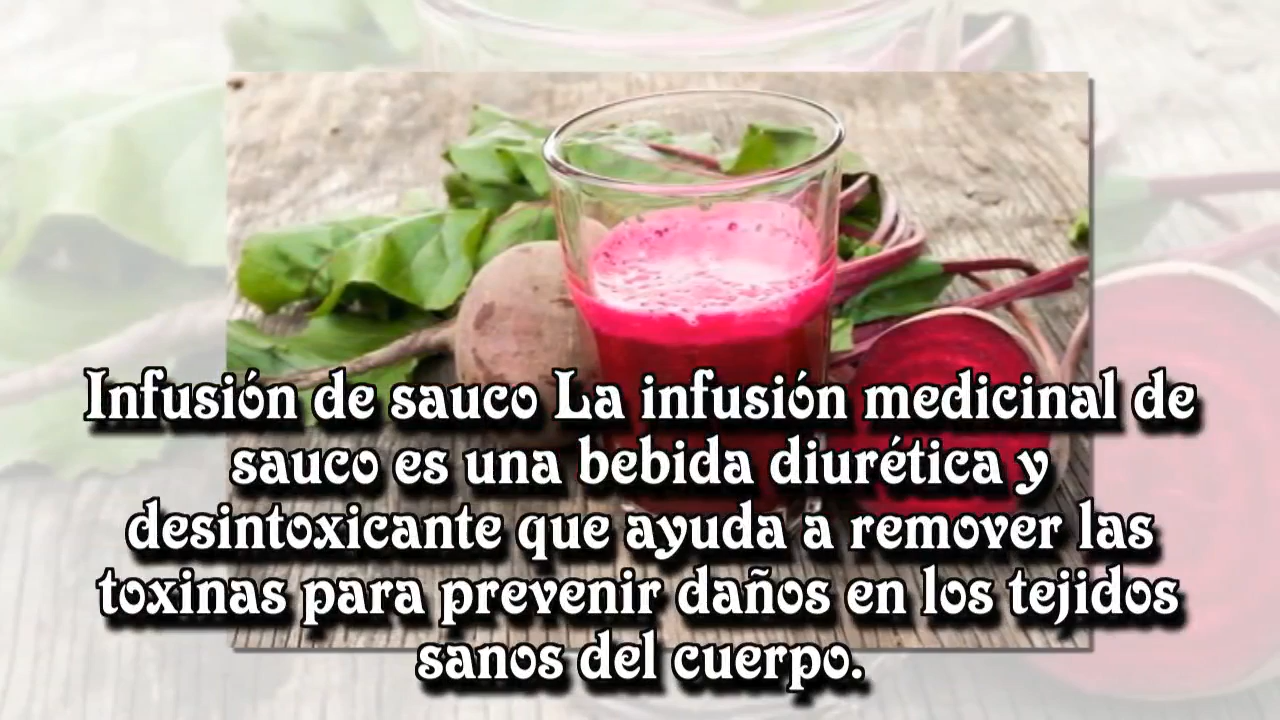 Infusión de sauco La infusión medicinal de
sauco es una bebida diurética y
desintoxicante que ayuda a remover las
toxinas para prevenir daños en los tejidos
sanos del cuerpo.